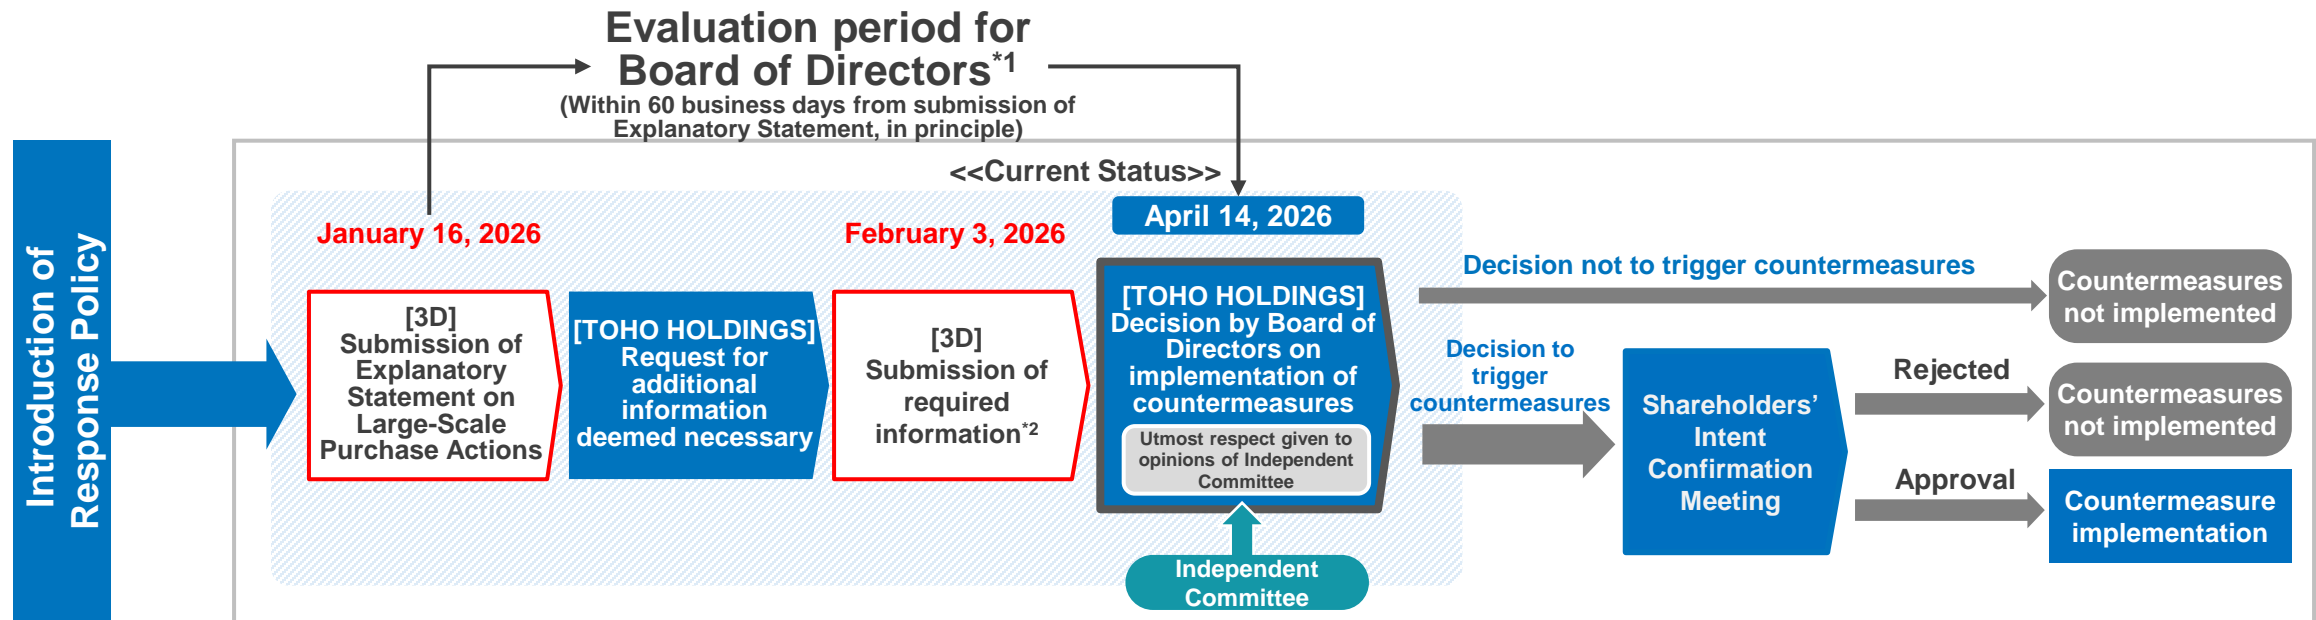 Evaluation period for
Board of Directors*1
(Within 60 business days from submission of
Explanatory Statement, in principle)
<<Current Status>>
Introduction of
Response Policy
January 16, 2026
[3D]
Submission of
Explanatory
Statement on
Large-Scale
Purchase Actions
[TOHO HOLDINGS]
Request for
additional
information
deemed necessary
February 3, 2026
[3D]
Submission of
required
information*2
April 14, 2026
[TOHO HOLDINGS]
Decision by Board of
Directors on
implementation of
countermeasures
Utmost respect given to
opinions of Independent
Committee
Independent
Committee
Decision not to trigger countermeasures
Countermeasures
not implemented
Decision to
trigger
countermeasures
Shareholders’
Intent
Confirmation
Meeting
Rejected
Countermeasures
not implemented
Approval
Countermeasure
implementation